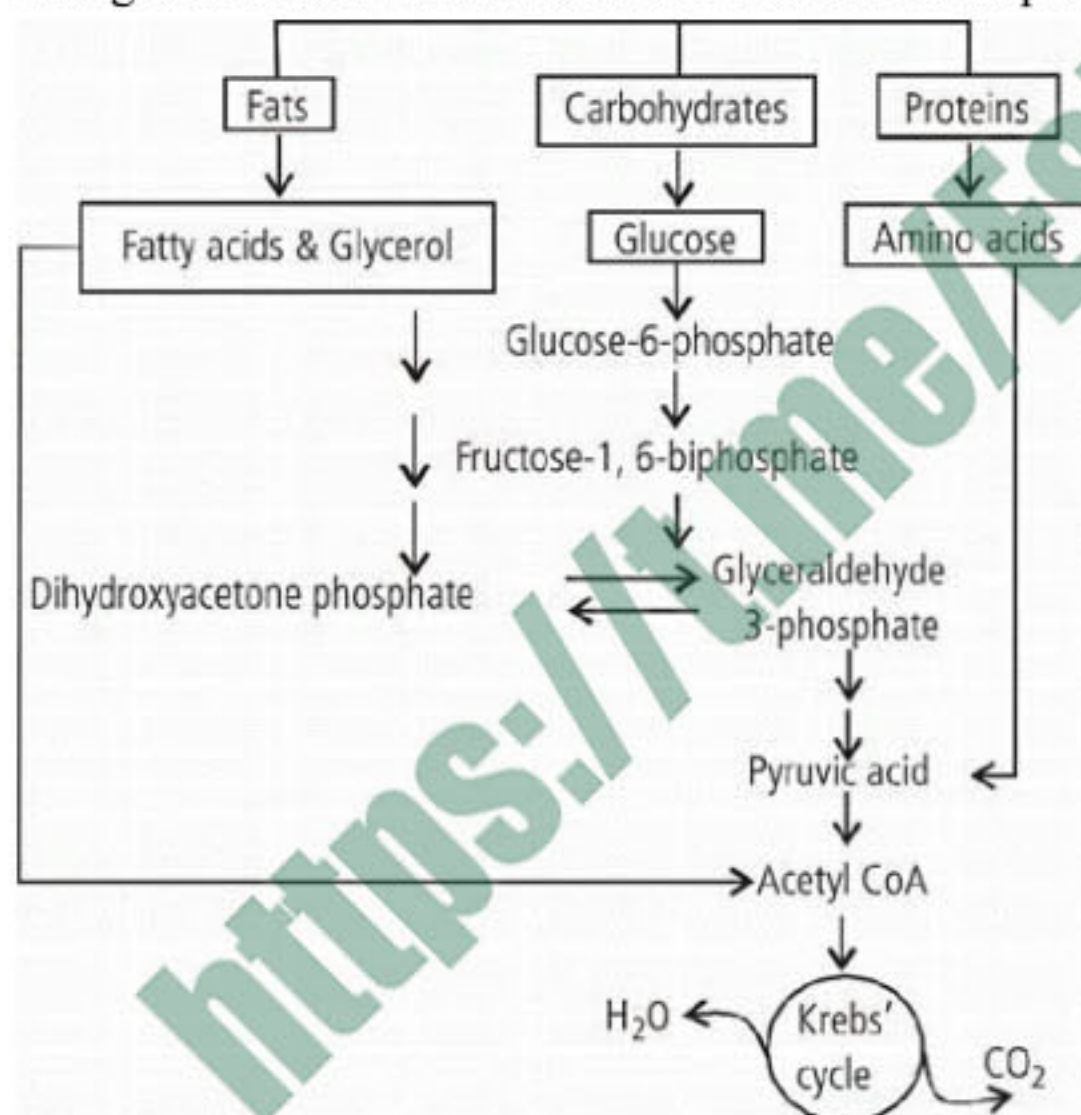 Fats
Carbohydrates
Proteins
Fatty acids & Glycerol
Glucose
Amino acids
Glucose-6-phosphate
Fructose-1, 6-biphosphate
Dihydroxyacetone phosphate
Glyceraldehyde
3-phosphate
Pyruvic acid
Acetyl CoA
H₂O
Krebs'
cycle
CO₂
https://t.me/Es